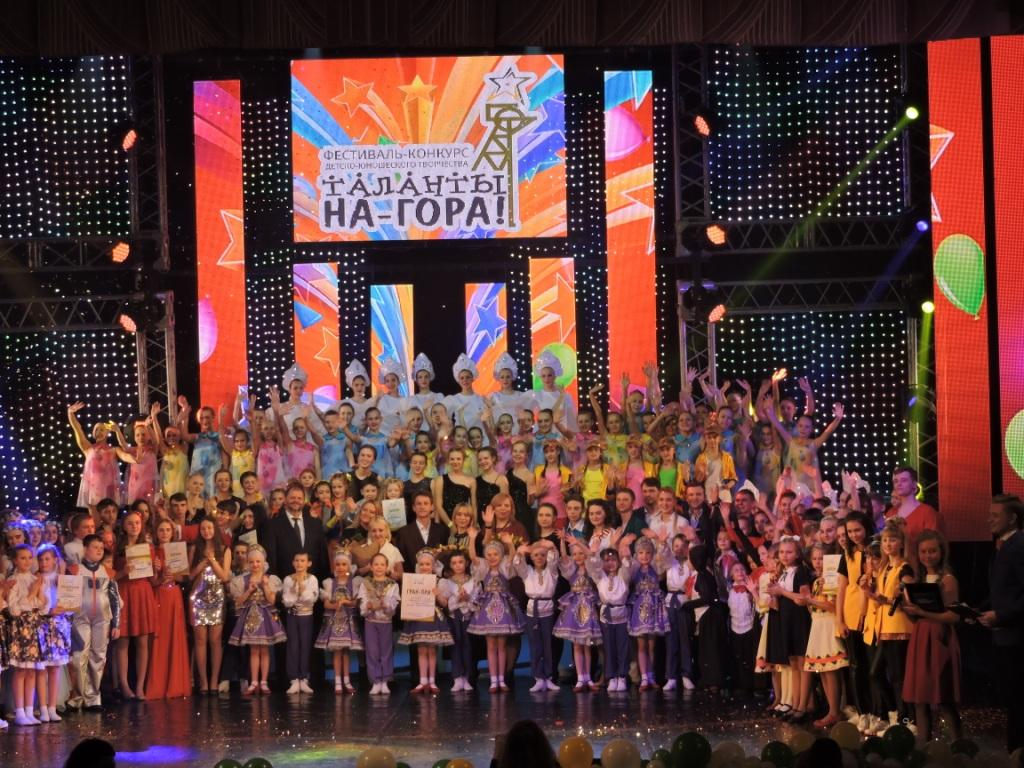 ФЕСТИВАЛЬ-КОНКУРС
ДЕТСКО-ЮНОШЕСКОГО ТВОРЧЕСТВА
ТАЛАНТЫ
НА-ГОРА!
ГРАН-ПРИ